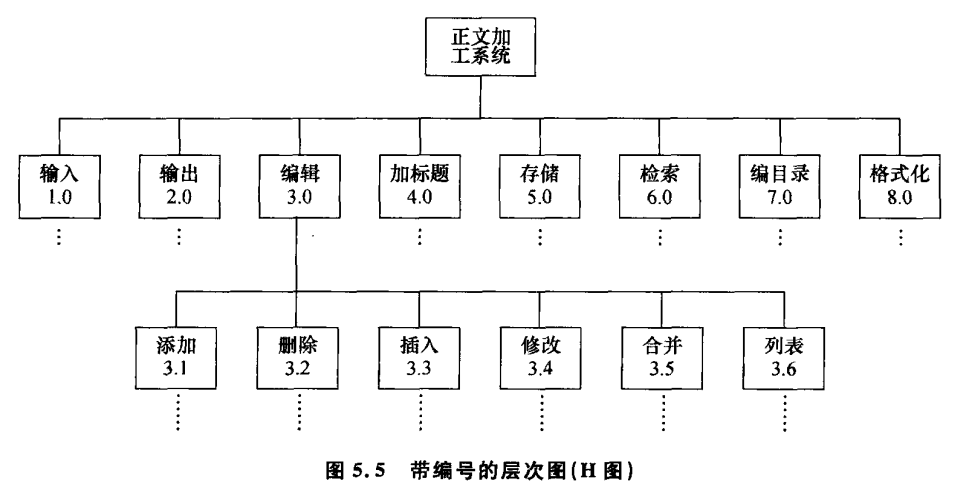 正文加
工系统
输入
1.0
输出
2.0
编辑
3.0
加标题
4.0
存储
5.0
检索
6.0
编目录
7.0
格式化
8.0
添加
3.1
删除
3.2
插入
3.3
修改
3.4
合并
3.5
列表
3.6
图 5.5 带编号的层次图(H 图)